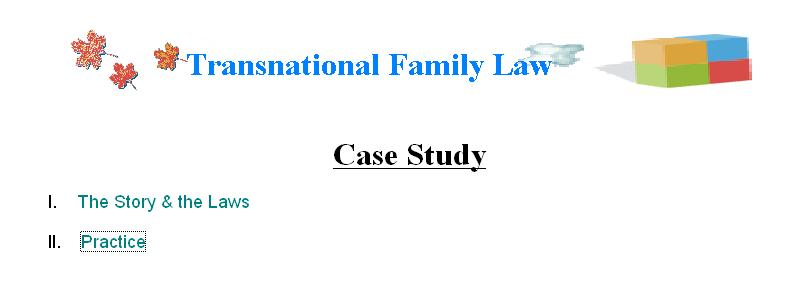 Transnational Family Law
Case Study
I. The Story & the Laws
II. Practice